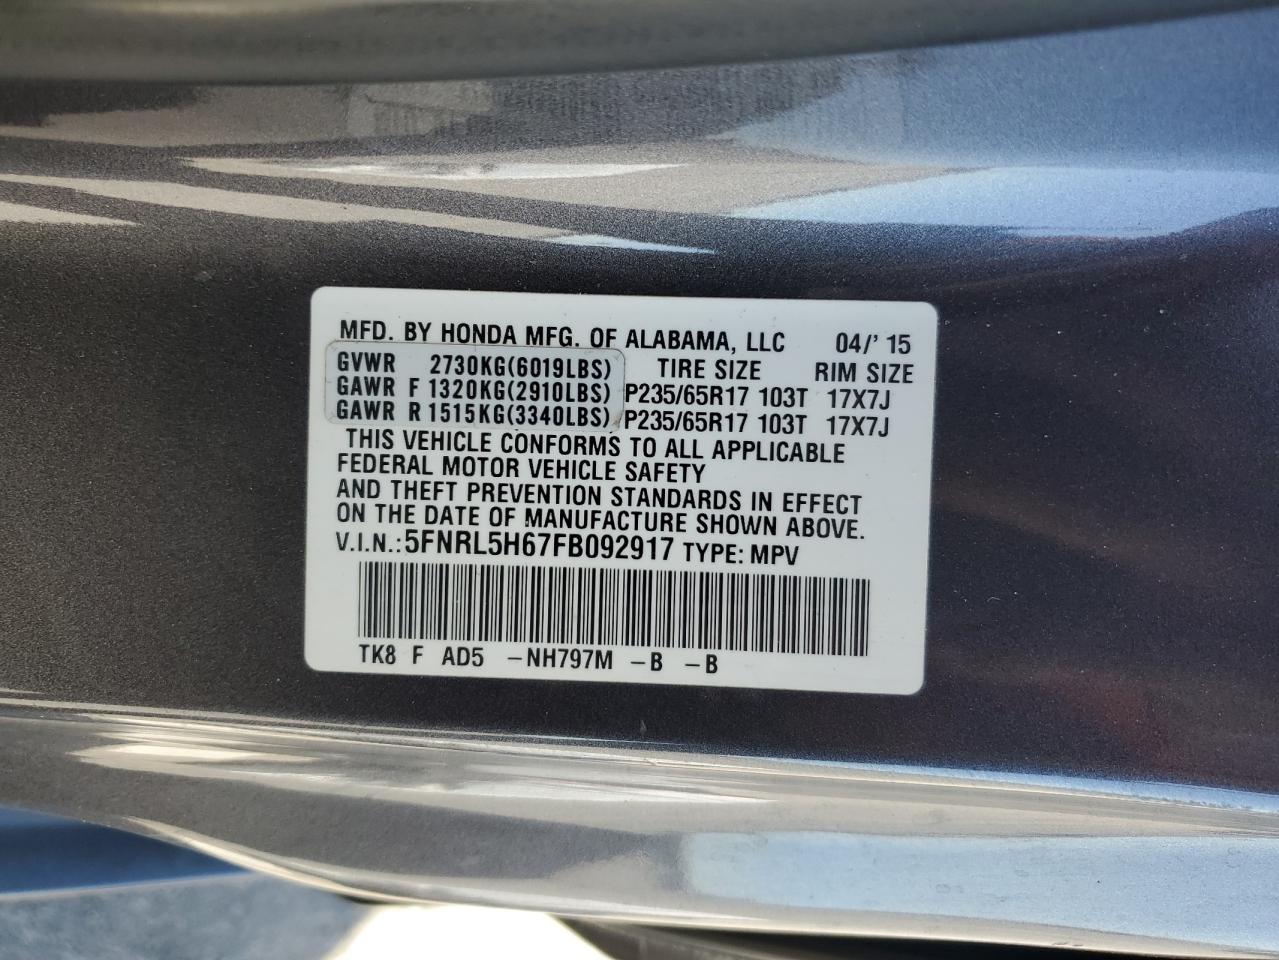 MFD. BY HONDA MFG. OF ALABAMA, LLC 04/'15
GVWR 2730KG(6019LBS) TIRE SIZE RIM SIZE
GAWR F 1320KG(2910LBS) P235/65R17 103T 17X7J
GAWR R 1515KG(3340LBS) P235/65R17 103T 17X7J
THIS VEHICLE CONFORMS TO ALL APPLICABLE
FEDERAL MOTOR VEHICLE SAFETY
AND THEFT PREVENTION STANDARDS IN EFFECT
ON THE DATE OF MANUFACTURE SHOWN ABOVE.
V.I.N.: 5FNRL5H67FB092917 TYPE: MPV
TK8 F AD5 -NH797M -B -B